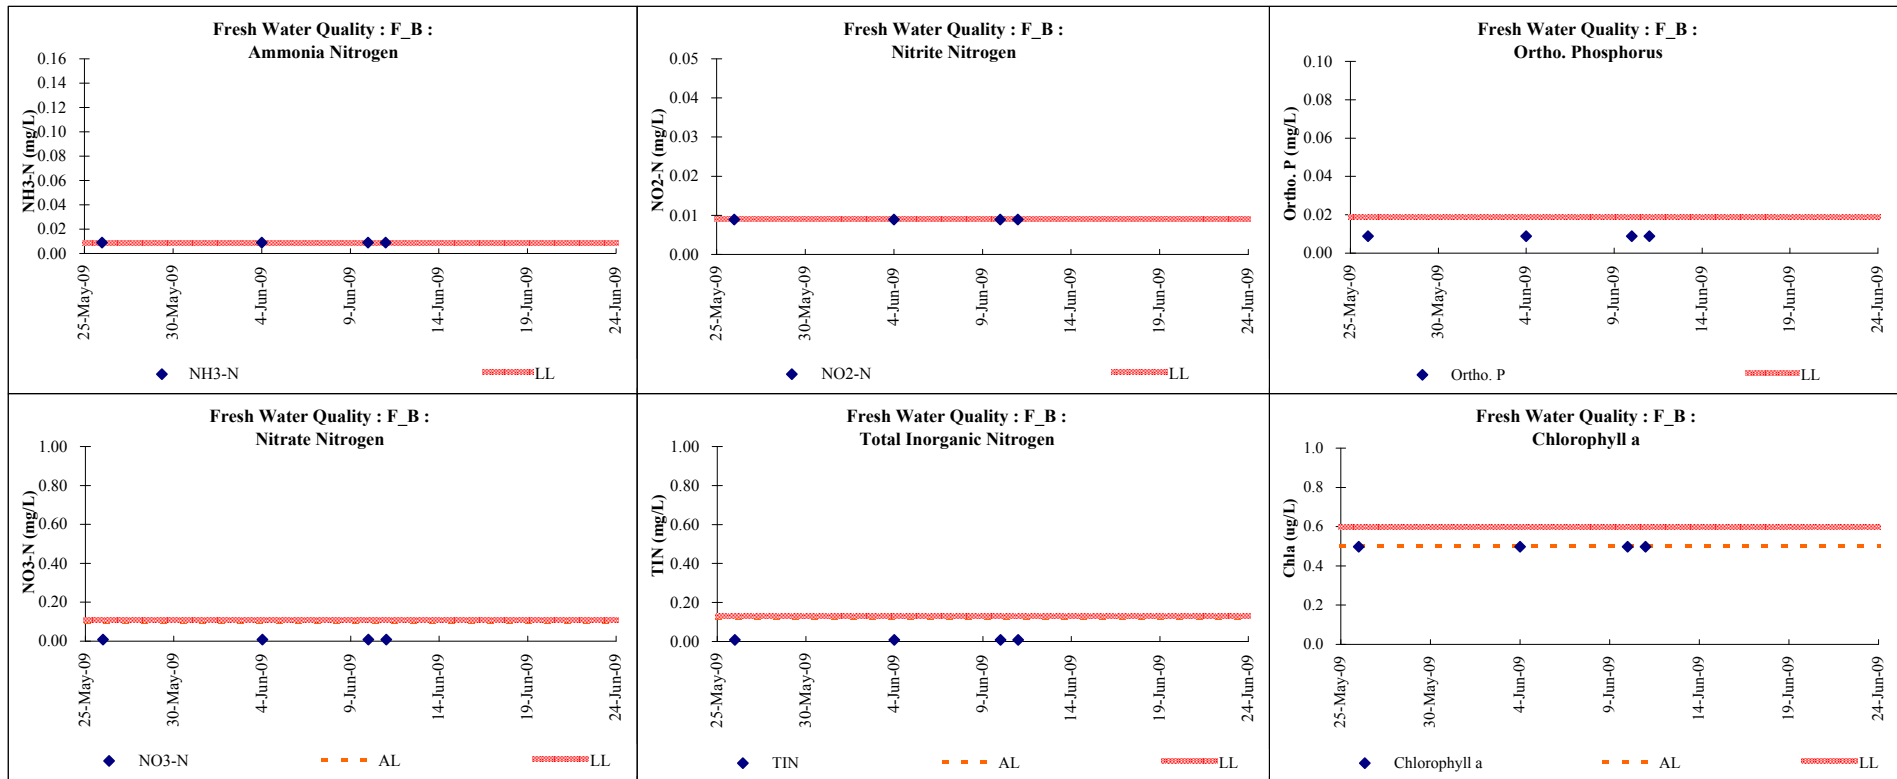 Fresh Water Quality : F_B :
Ammonia Nitrogen
NH3-N (mg/L)
0.16
0.14
0.12
0.10
0.08
0.06
0.04
0.02
0.00
25-May-09
30-May-09
4-Jun-09
9-Jun-09
14-Jun-09
19-Jun-09
24-Jun-09
NH3-N
LL
Fresh Water Quality : F_B :
Nitrite Nitrogen
NO2-N (mg/L)
0.05
0.04
0.03
0.02
0.01
0.00
25-May-09
30-May-09
4-Jun-09
9-Jun-09
14-Jun-09
19-Jun-09
24-Jun-09
NO2-N
LL
Fresh Water Quality : F_B :
Ortho. Phosphorus
Ortho. P (mg/L)
0.10
0.08
0.06
0.04
0.02
0.00
25-May-09
30-May-09
4-Jun-09
9-Jun-09
14-Jun-09
19-Jun-09
24-Jun-09
Ortho. P
LL
Fresh Water Quality : F_B :
Nitrate Nitrogen
NO3-N (mg/L)
1.00
0.80
0.60
0.40
0.20
0.00
25-May-09
30-May-09
4-Jun-09
9-Jun-09
14-Jun-09
19-Jun-09
24-Jun-09
NO3-N
AL
LL
Fresh Water Quality : F_B :
Total Inorganic Nitrogen
TIN (mg/L)
1.00
0.80
0.60
0.40
0.20
0.00
25-May-09
30-May-09
4-Jun-09
9-Jun-09
14-Jun-09
19-Jun-09
24-Jun-09
TIN
AL
LL
Fresh Water Quality : F_B :
Chlorophyll a
Chla (ug/L)
1.0
0.8
0.6
0.4
0.2
0.0
25-May-09
30-May-09
4-Jun-09
9-Jun-09
14-Jun-09
19-Jun-09
24-Jun-09
Chlorophyll a
AL
LL